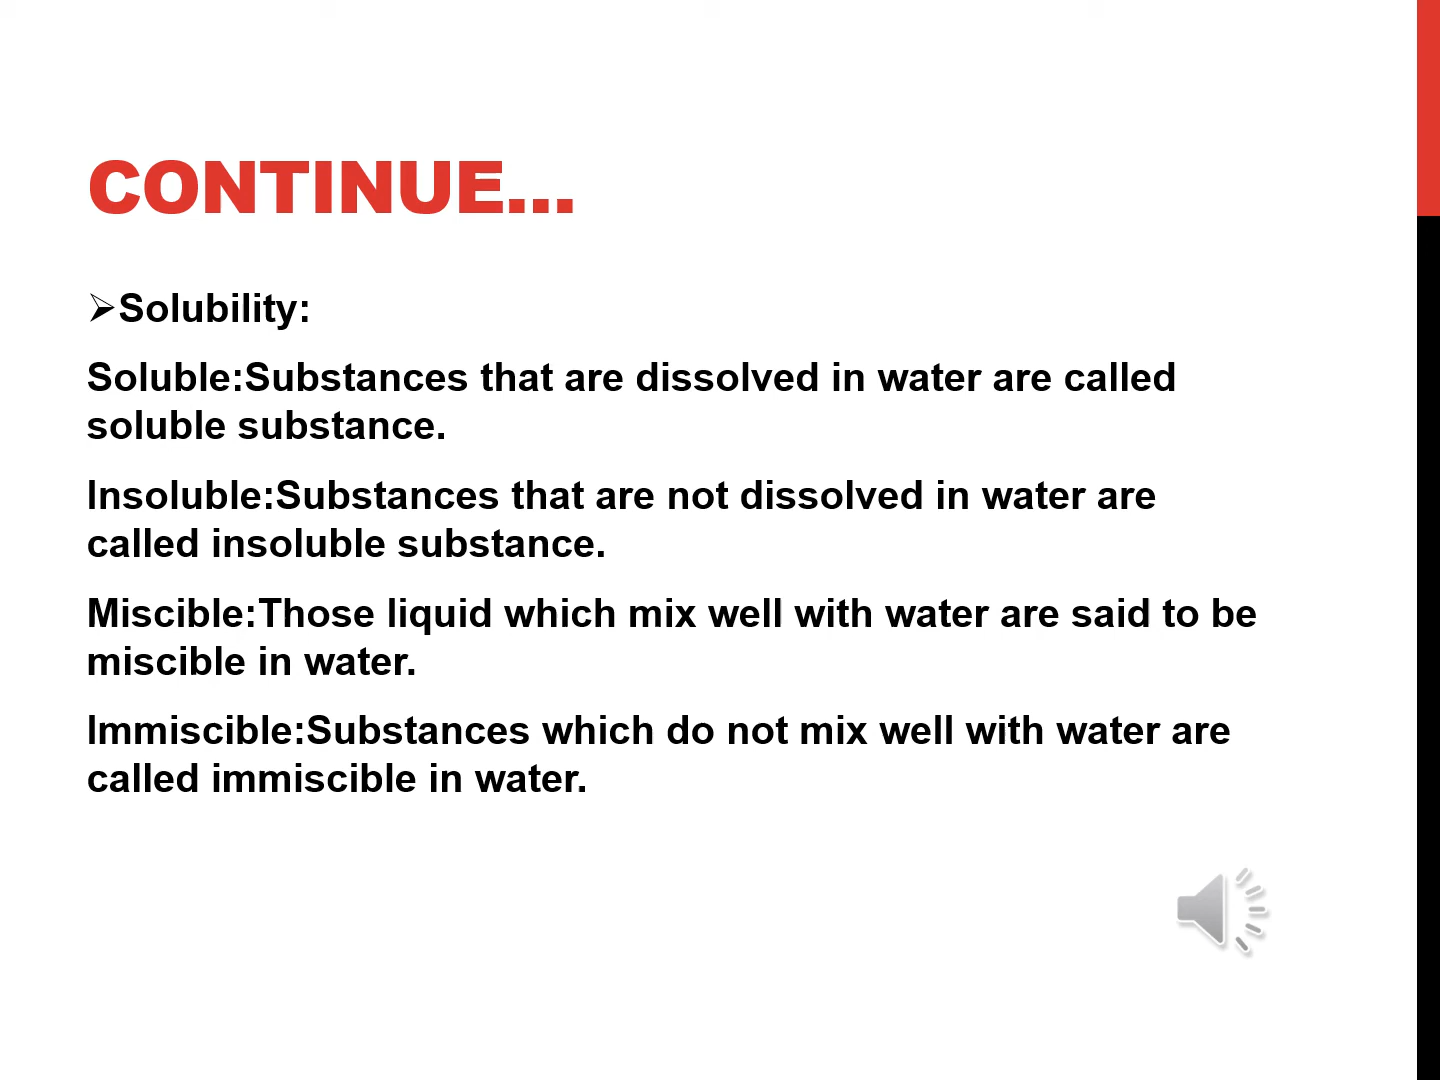 CONTINUE...
➢Solubility:
Soluble:Substances that are dissolved in water are called
soluble substance.
Insoluble:Substances that are not dissolved in water are
called insoluble substance.
Miscible:Those liquid which mix well with water are said to be
miscible in water.
Immiscible:Substances which do not mix well with water are
called immiscible in water.